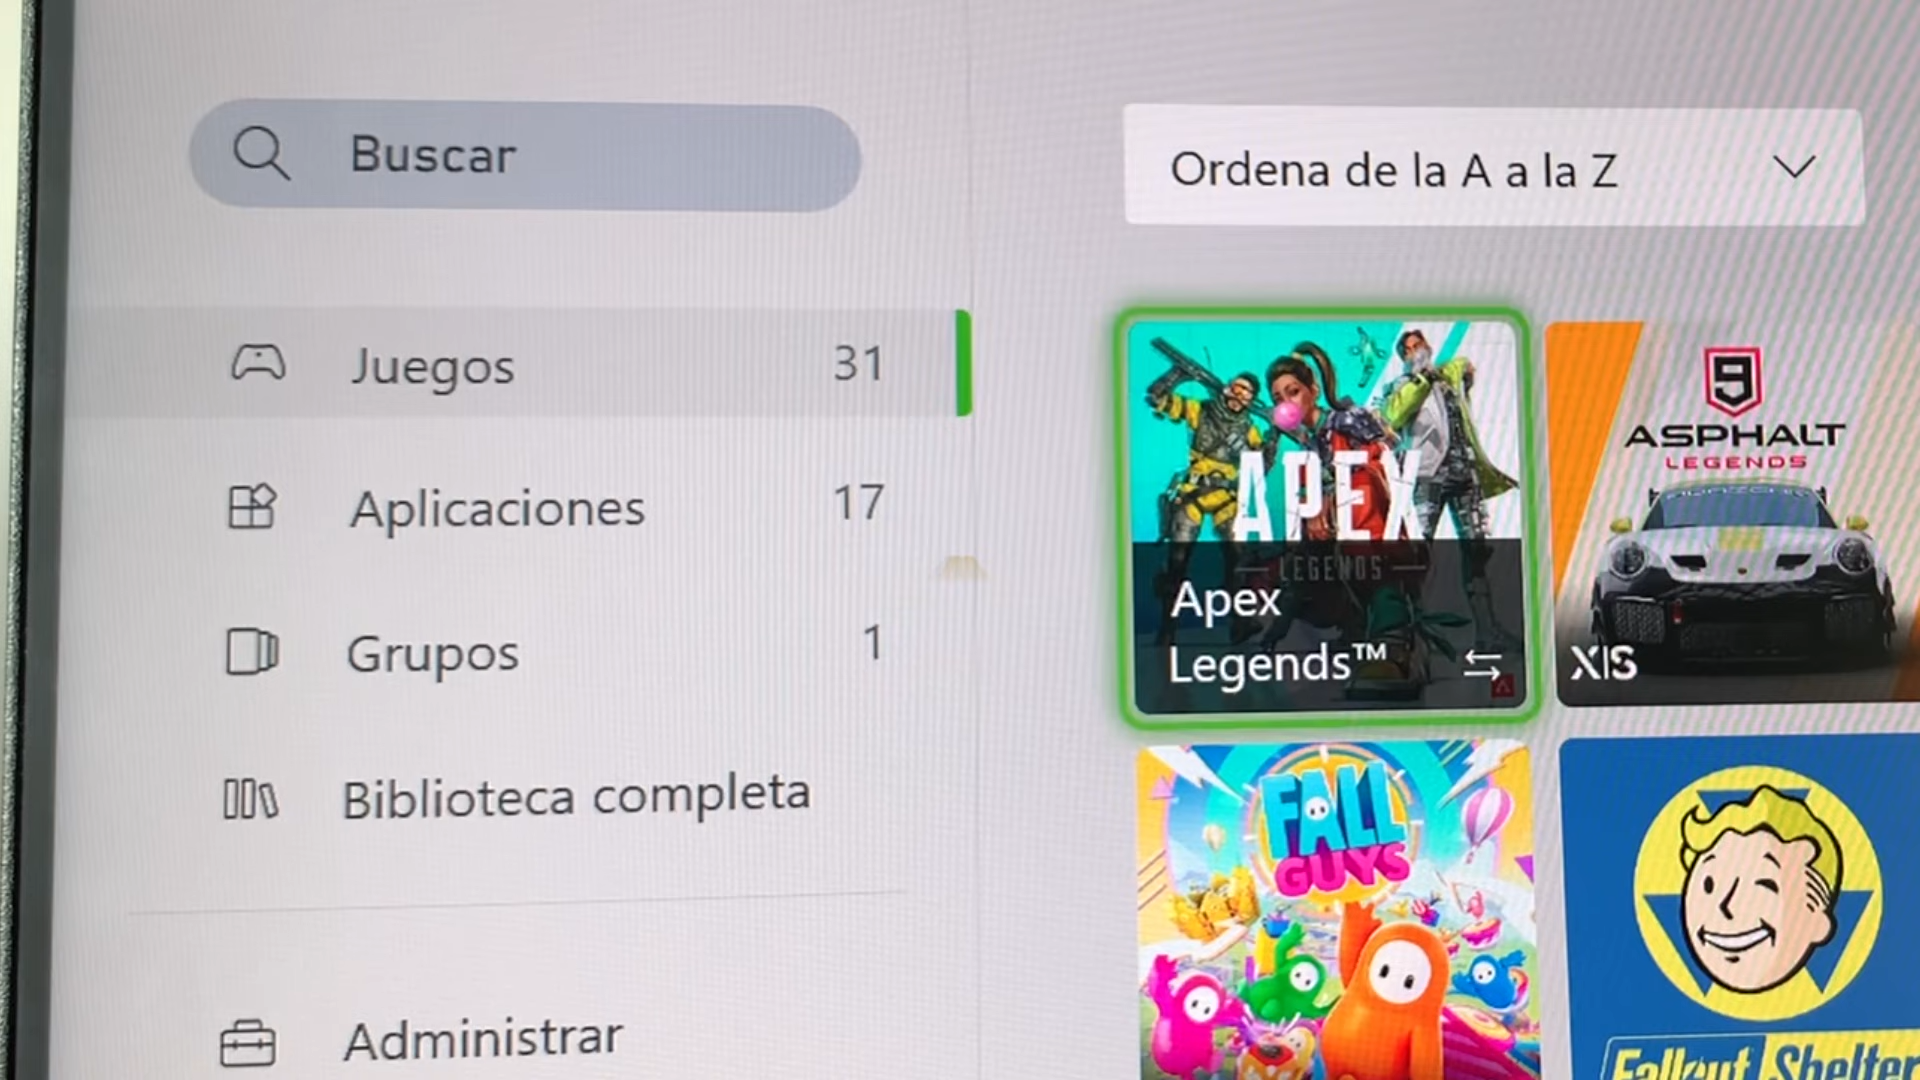 Buscar
Juegos 31
Aplicaciones 17
Grupos 1
Biblioteca completa
Administrar
Ordena de la A a la Z
APEX
LEGENDS
Apex
Legends™
9
ASPHALT
LEGENDS
X|S
FALL
GUYS
Fallout Shelter